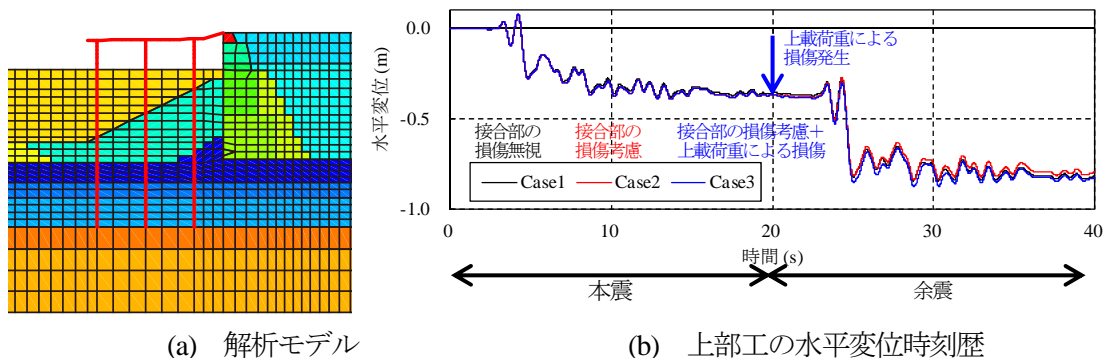 水平変位 (m)
0.0
-0.5
-1.0
上載荷重による
損傷発生
接合部の
損傷無視
接合部の
損傷考慮
接合部の損傷考慮＋
上載荷重による損傷
Case1
Case2
Case3
0
10
20
30
40
時間 (s)
本震
余震
(a) 解析モデル
(b) 上部工の水平変位時刻歴